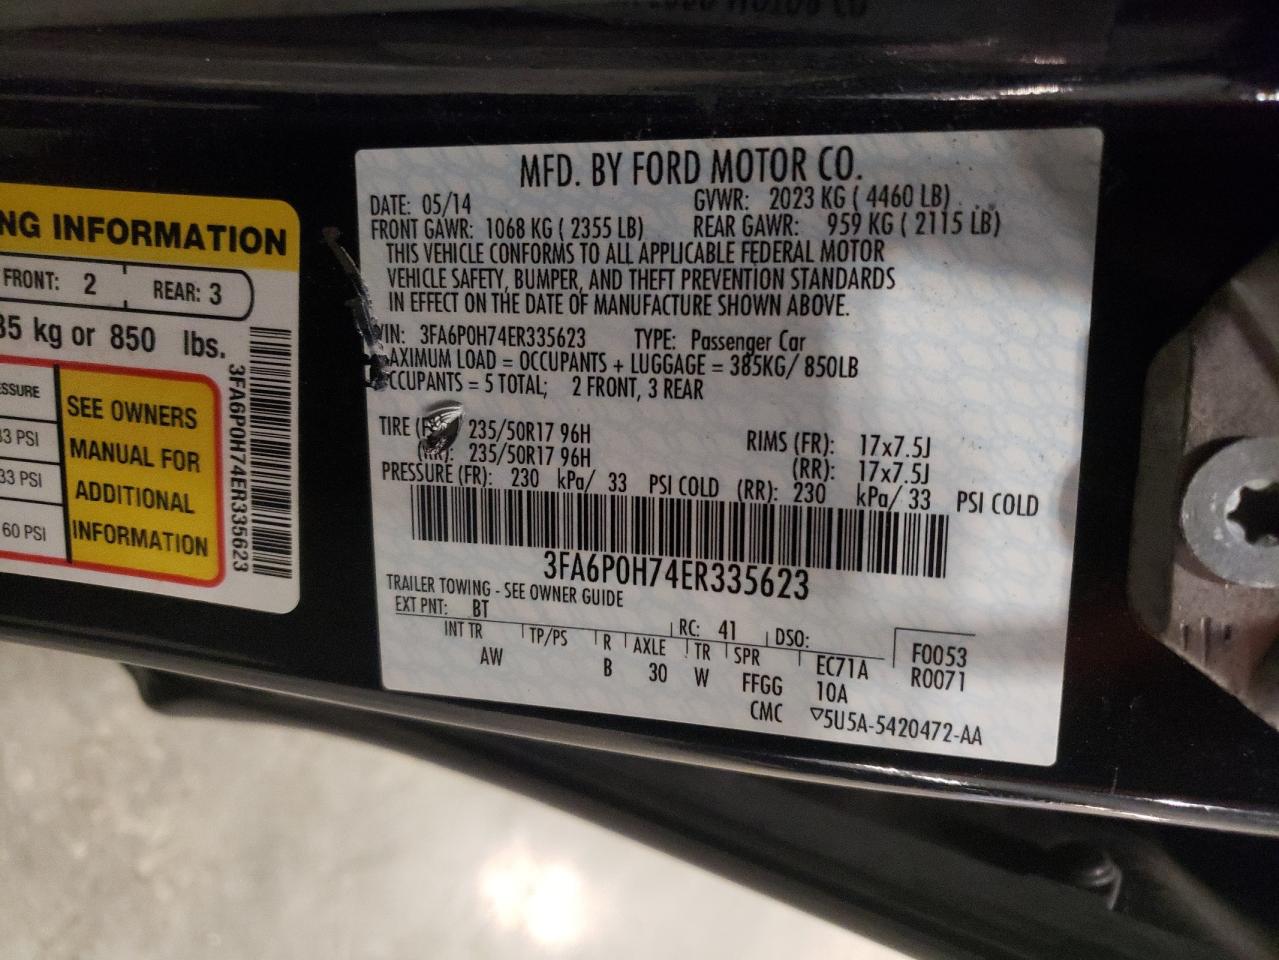 NG INFORMATION
FRONT: 2 REAR: 3
kg or 850 lbs.
PRESSURE
33 PSI
33 PSI
60 PSI
SEE OWNERS
MANUAL FOR
ADDITIONAL
INFORMATION
3FA6P0H74ER335623
MFD. BY FORD MOTOR CO.
DATE: 05/14 GVWR: 2023 KG ( 4460 LB)
FRONT GAWR: 1068 KG ( 2355 LB) REAR GAWR: 959 KG ( 2115 LB)
THIS VEHICLE CONFORMS TO ALL APPLICABLE FEDERAL MOTOR
VEHICLE SAFETY, BUMPER, AND THEFT PREVENTION STANDARDS
IN EFFECT ON THE DATE OF MANUFACTURE SHOWN ABOVE.
VIN: 3FA6P0H74ER335623 TYPE: Passenger Car
MAXIMUM LOAD = OCCUPANTS + LUGGAGE = 385KG/ 850LB
OCCUPANTS = 5 TOTAL; 2 FRONT, 3 REAR
TIRE 235/50R17 96H RIMS (FR): 17x7.5J
(RR): 235/50R17 96H (RR): 17x7.5J
PRESSURE (FR): 230 kPa/ 33 PSI COLD (RR): 230 kPa/ 33 PSI COLD
3FA6P0H74ER335623
TRAILER TOWING - SEE OWNER GUIDE
EXT PNT: BT RC: 41 DSO: F0053
INT TR TP/PS R AXLE TR SPR EC71A R0071
AW B 30 W FFGG 10A
CMC ▽5U5A-5420472-AA